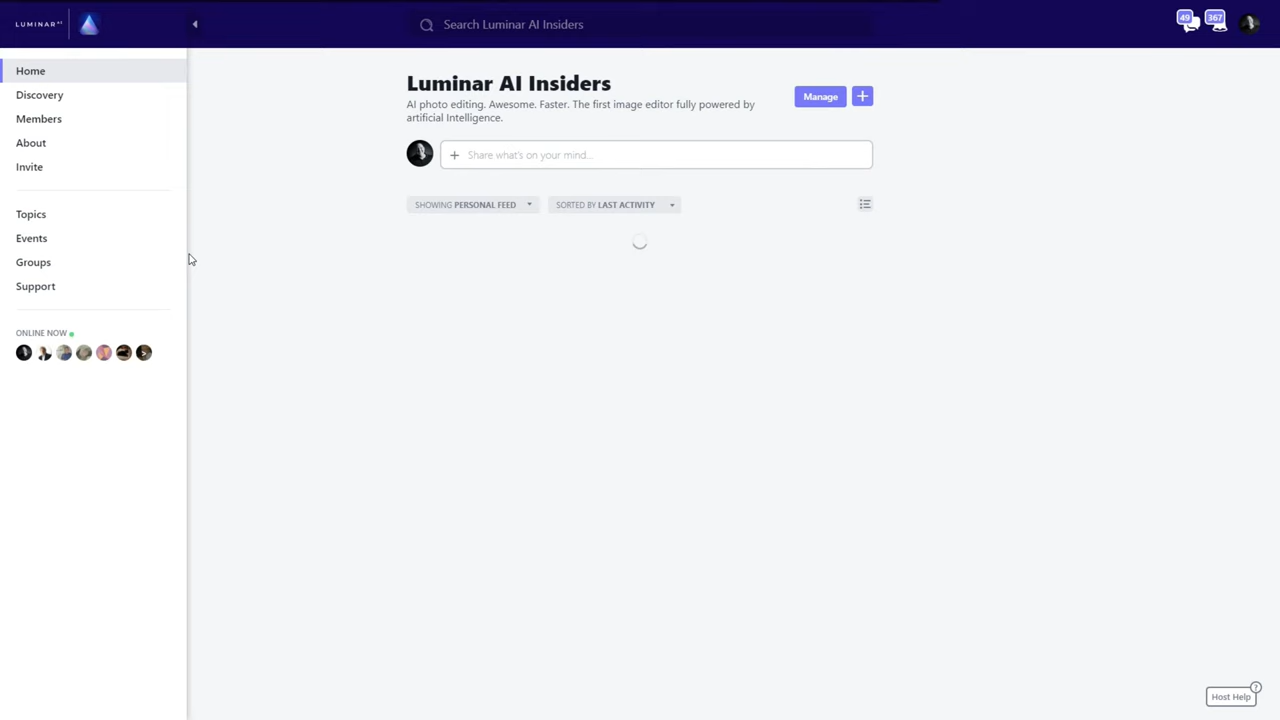 LUMINAR AI
Search Luminar AI Insiders
49
367
Home
Discovery
Members
About
Invite
Topics
Events
Groups
Support
ONLINE NOW
Luminar AI Insiders
AI photo editing. Awesome. Faster. The first image editor fully powered by
artificial Intelligence.
Manage
+
+ Share what's on your mind...
SHOWING PERSONAL FEED
SORTED BY LAST ACTIVITY
Host Help
?